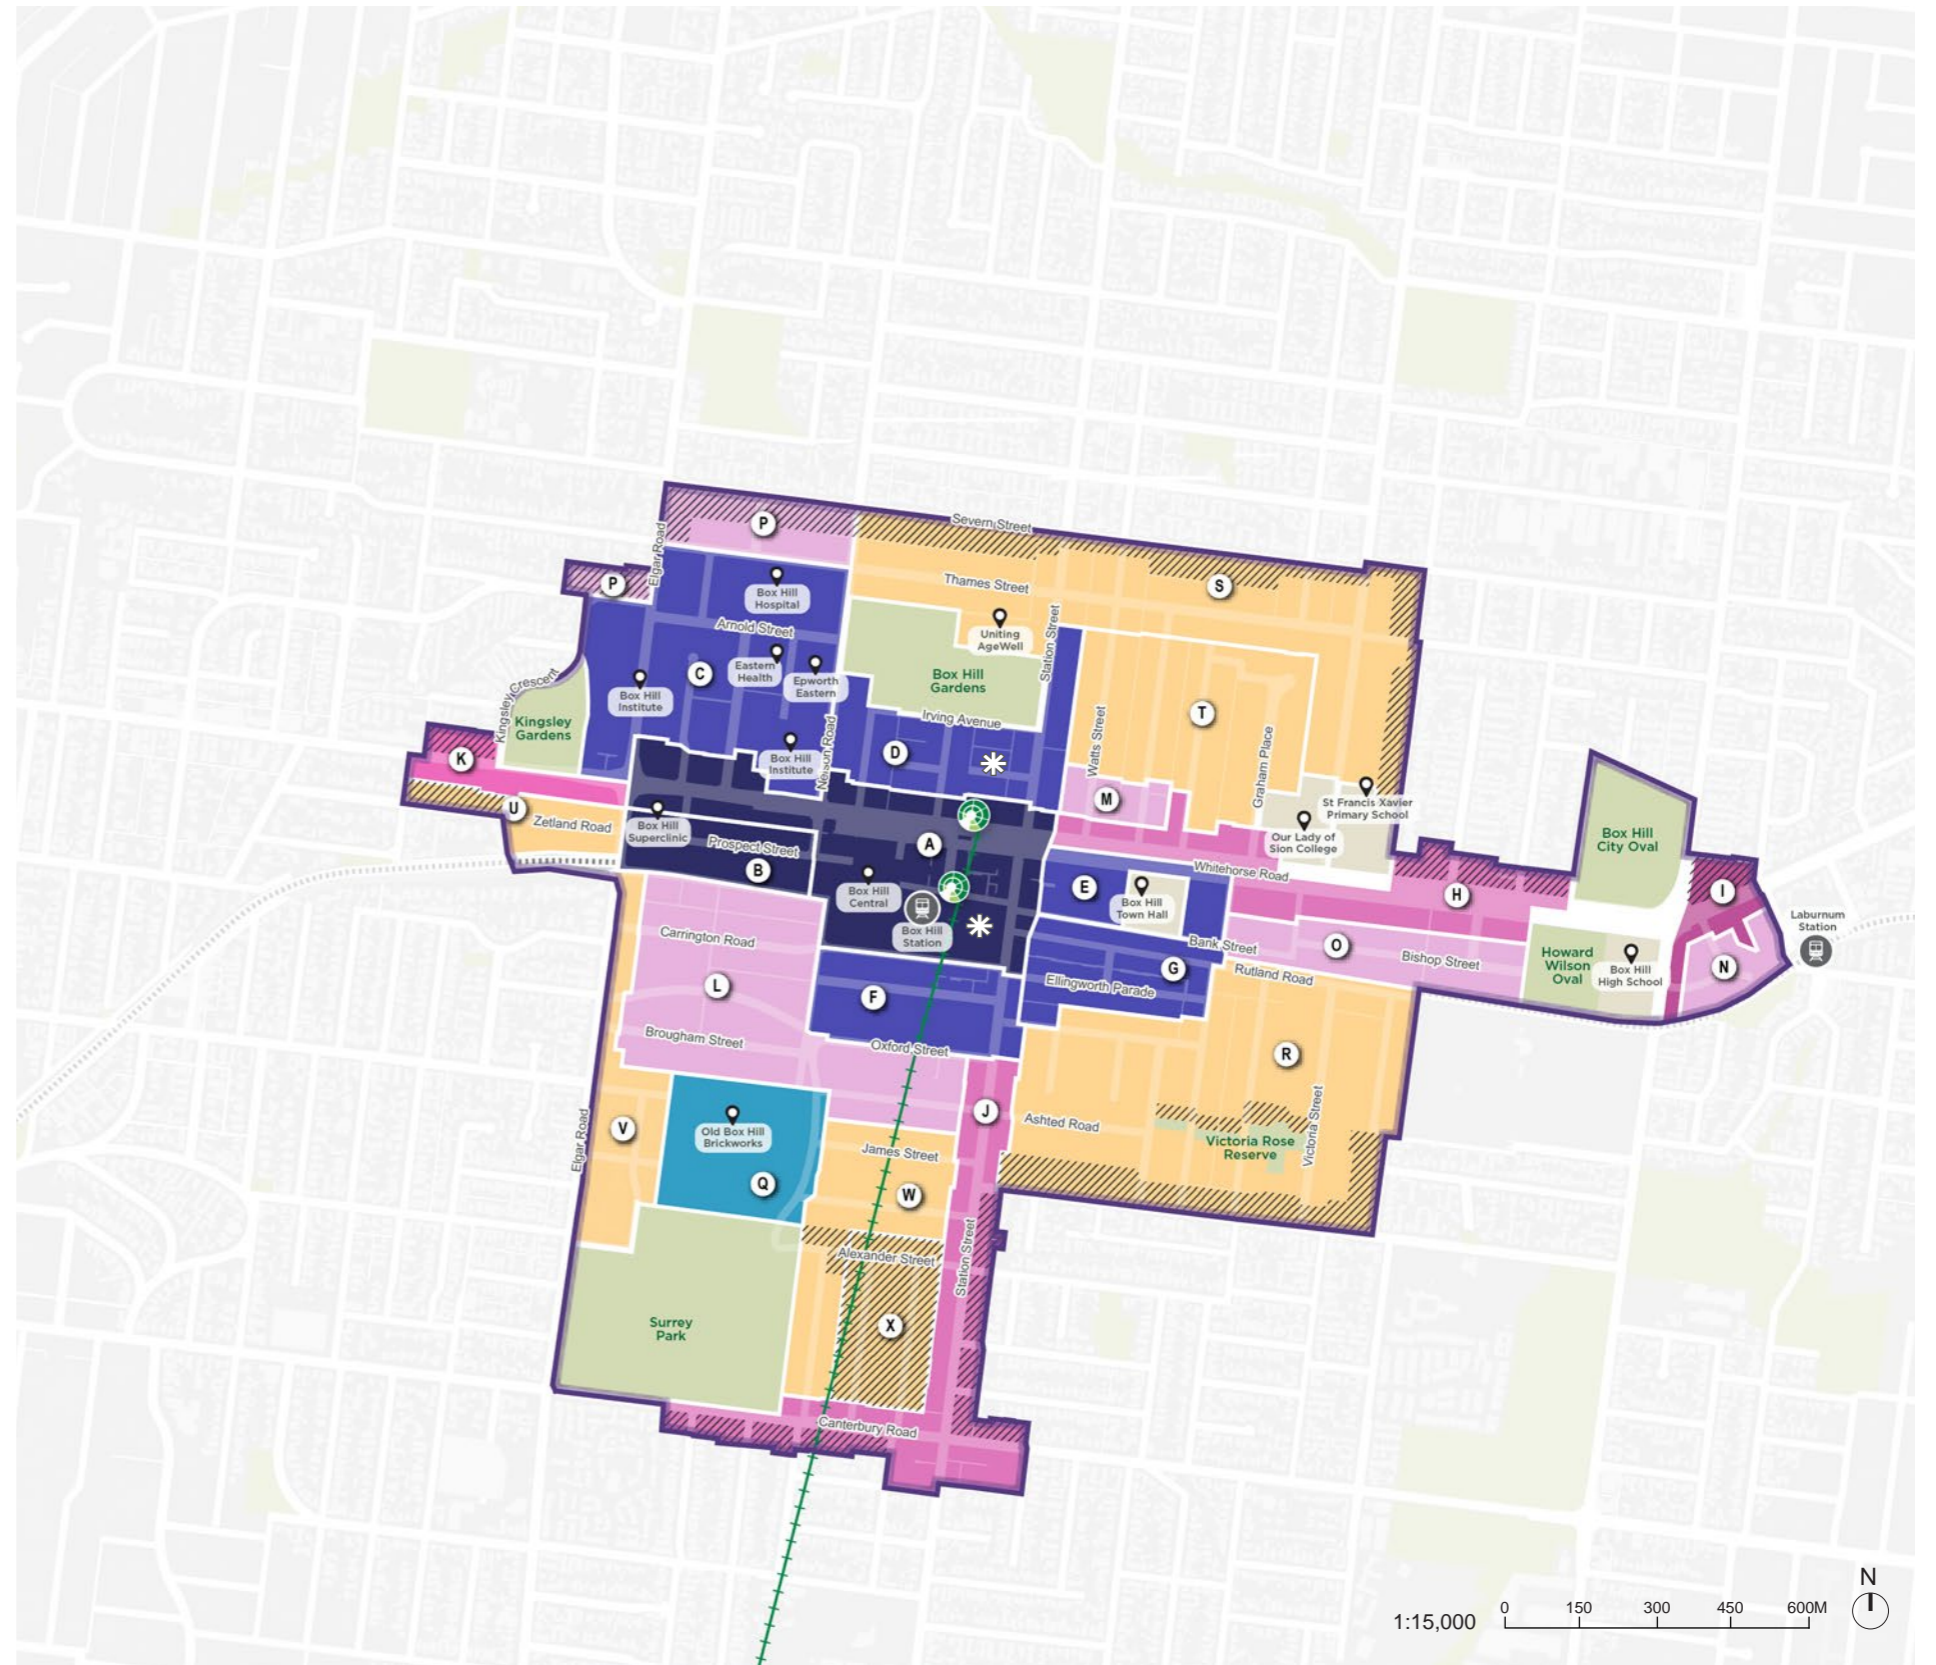 Severn Street
P
Elgar Road
P
Thames Street
S
Box Hill
Hospital
Arnold Street
Uniting
AgeWell
Station Street
C
Eastern
Health
Epworth
Eastern
Box Hill
Institute
Box Hill
Gardens
Kingsley Crescent
Kingsley
Gardens
Irving Avenue
T
Watts Street
Graham Place
Nelson Road
D
Box Hill
Institute
K
U
Zetland Road
M
St Francis Xavier
Primary School
Our Lady of
Sion College
Box Hill
City Oval
Box Hill
Superclinic
Prospect Street
A
B
Whitehorse Road
E
Box Hill
Town Hall
Box Hill
Central
Box Hill
Station
H
I
Laburnum
Station
Carrington Road
Bank Street
O
Bishop Street
Howard
Wilson
Oval
Box Hill
High School
N
L
F
G
Ellingworth Parade
Rutland Road
Brougham Street
Oxford Street
R
V
Old Box Hill
Brickworks
Q
J
Ashted Road
Victoria Street
Victoria Rose
Reserve
Elgar Road
James Street
W
Alexander Street
Station Street
Surrey
Park
X
Canterbury Road
N
1:15,000
0 150 300 450 600M